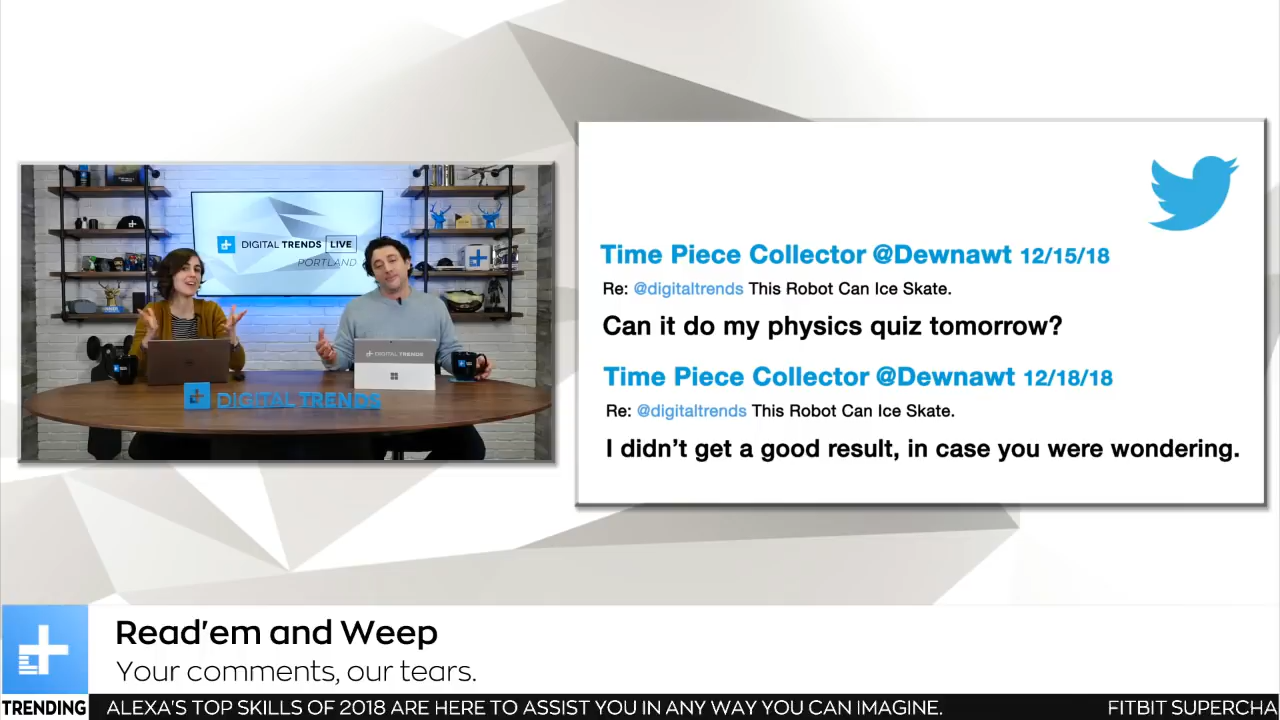 DIGITAL TRENDS LIVE
PORTLAND
DIGITAL TRENDS
DIGITAL TRENDS
Time Piece Collector @Dewnawt 12/15/18
Re: @digitaltrends This Robot Can Ice Skate.
Can it do my physics quiz tomorrow?
Time Piece Collector @Dewnawt 12/18/18
Re: @digitaltrends This Robot Can Ice Skate.
I didn't get a good result, in case you were wondering.
Read'em and Weep
Your comments, our tears.
TRENDING ALEXA'S TOP SKILLS OF 2018 ARE HERE TO ASSIST YOU IN ANY WAY YOU CAN IMAGINE. FITBIT SUPERCHA